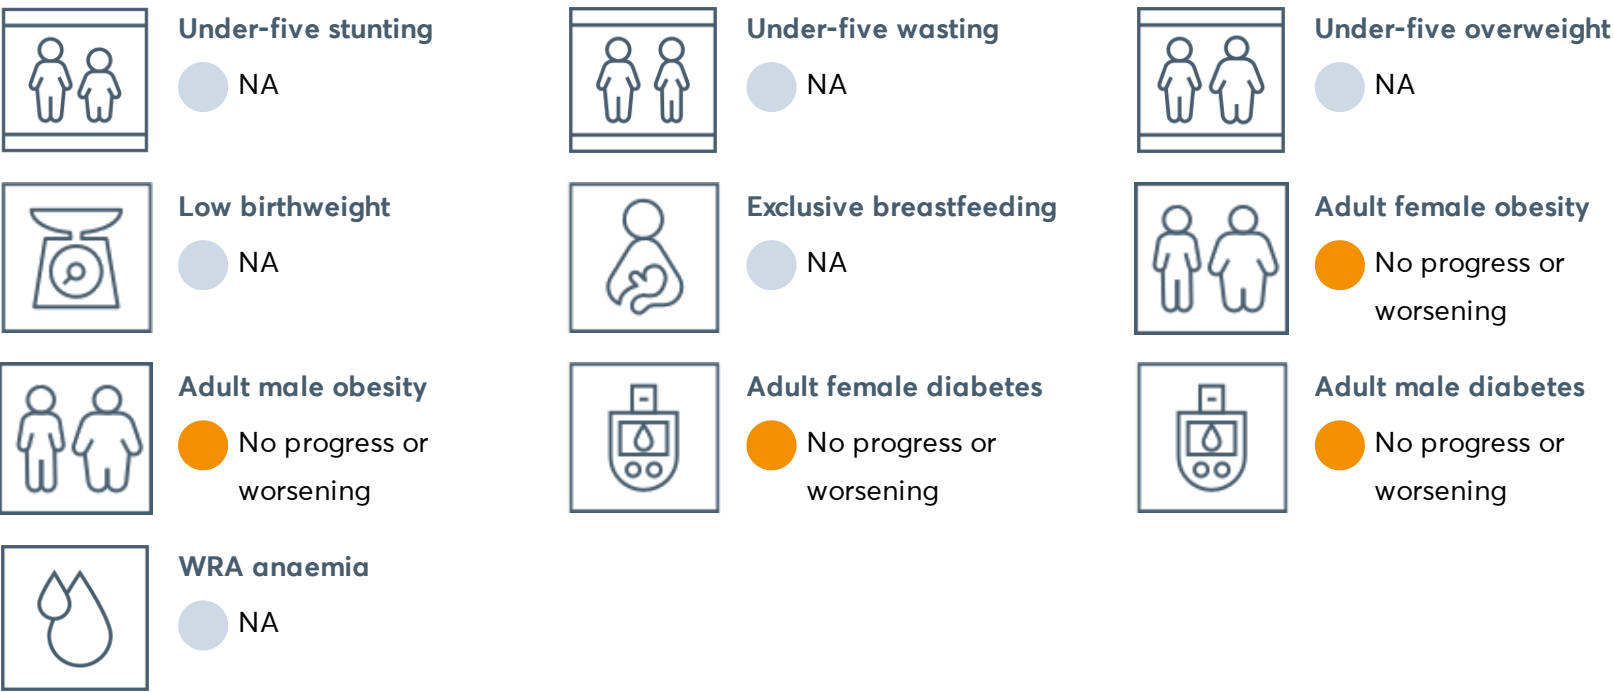 Under-five stunting
NA
Under-five wasting
NA
Under-five overweight
NA
Low birthweight
NA
Exclusive breastfeeding
NA
Adult female obesity
No progress or
worsening
Adult male obesity
No progress or
worsening
Adult female diabetes
No progress or
worsening
Adult male diabetes
No progress or
worsening
WRA anaemia
NA